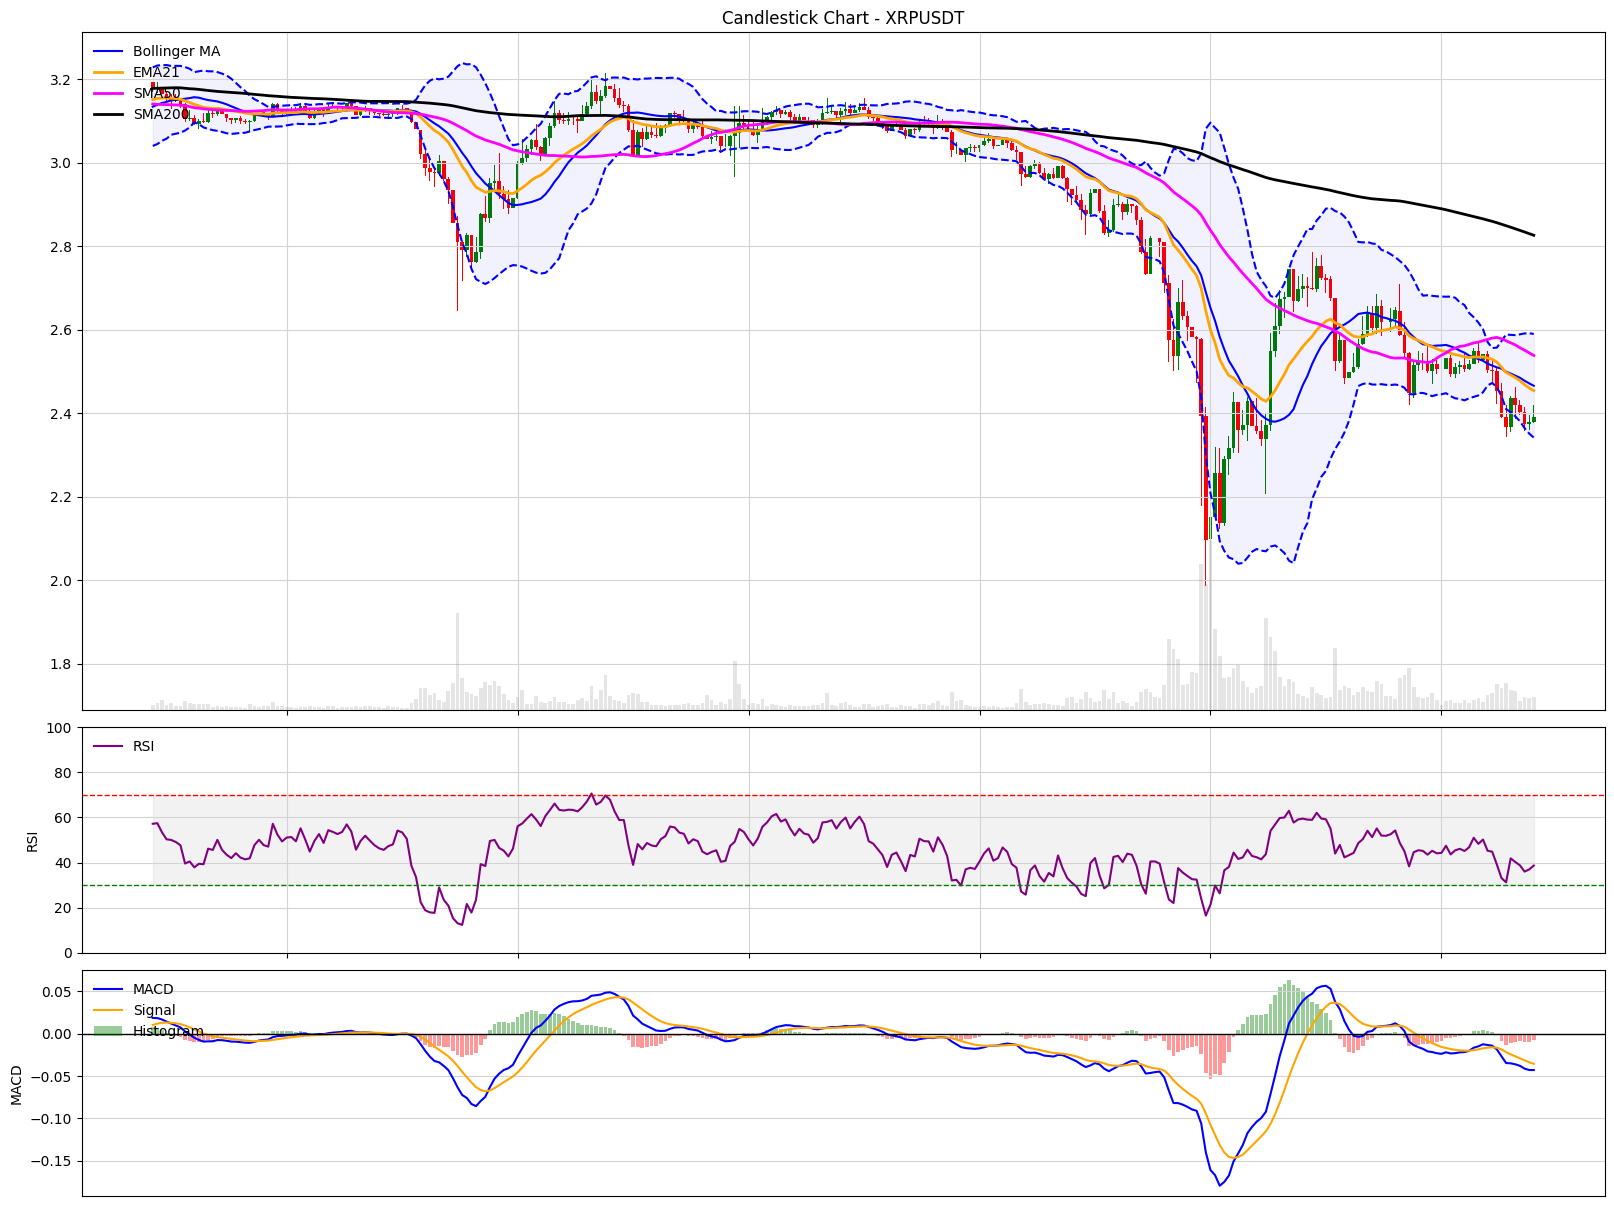 Candlestick Chart - XRPUSDT
Bollinger MA
EMA21
SMA50
SMA200
3.2
3.0
2.8
2.6
2.4
2.2
2.0
1.8
RSI
100
80
60
40
20
0
RSI
MACD
Signal
Histogram
0.05
0.00
−0.05
−0.10
−0.15
MACD